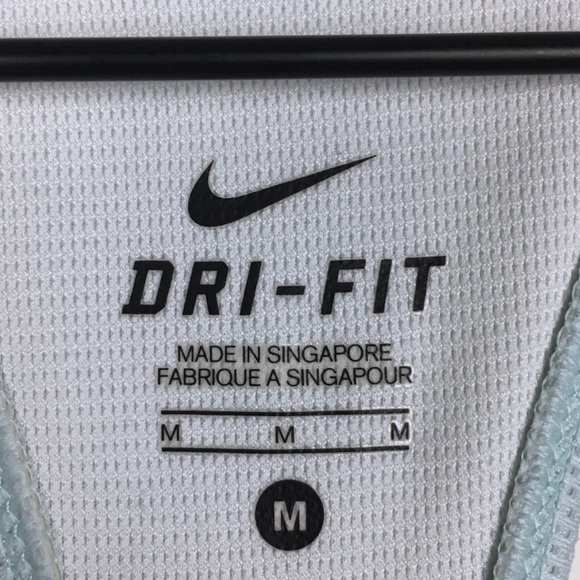 DRI-FIT
MADE IN SINGAPORE
FABRIQUE A SINGAPOUR
M M M
M